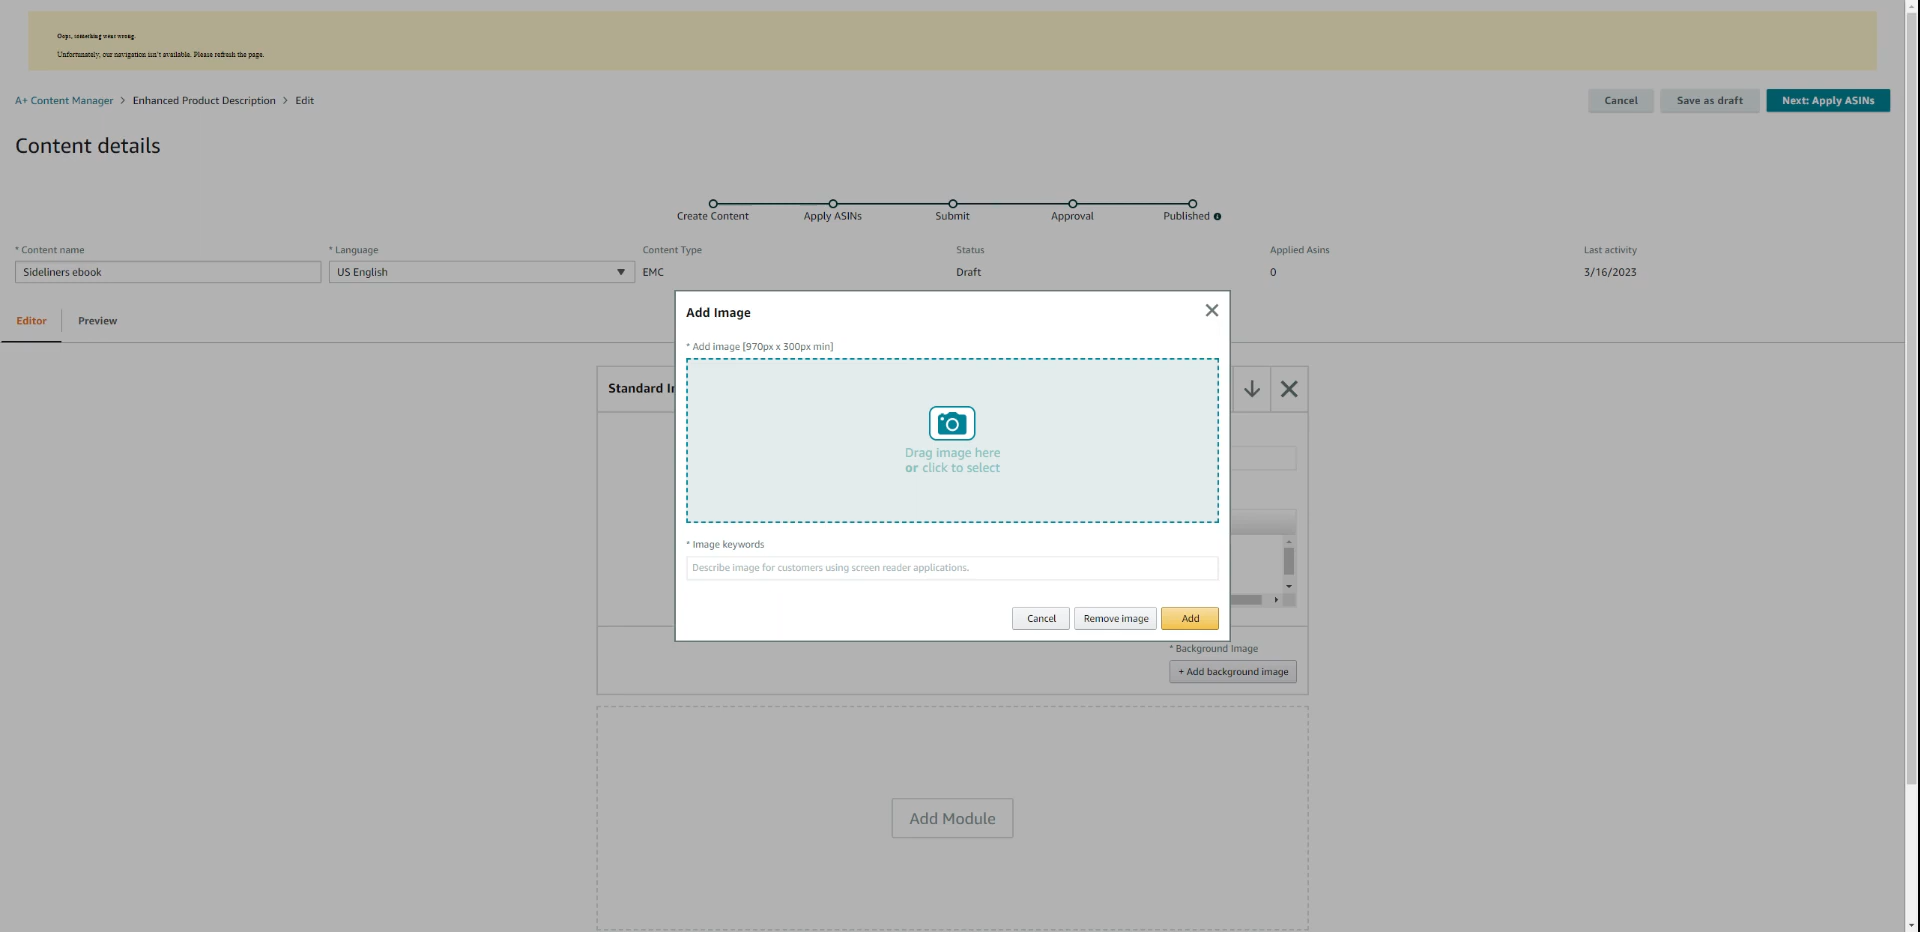 Oops, something went wrong.
Unfortunately, our navigation isn't available. Please refresh the page.
A+ Content Manager > Enhanced Product Description > Edit
Cancel
Save as draft
Next: Apply ASINs
Content details
Create Content
Apply ASINs
Submit
Approval
Published
* Content name
* Language
Content Type
Status
Applied Asins
Last activity
Sideliners ebook
US English
EMC
Draft
0
3/16/2023
Editor
Preview
Add Image
* Add image [970px x 300px min]
Standard
Drag image here
or click to select
* Image keywords
Describe image for customers using screen reader applications.
Cancel
Remove image
Add
* Background Image
+ Add background image
Add Module